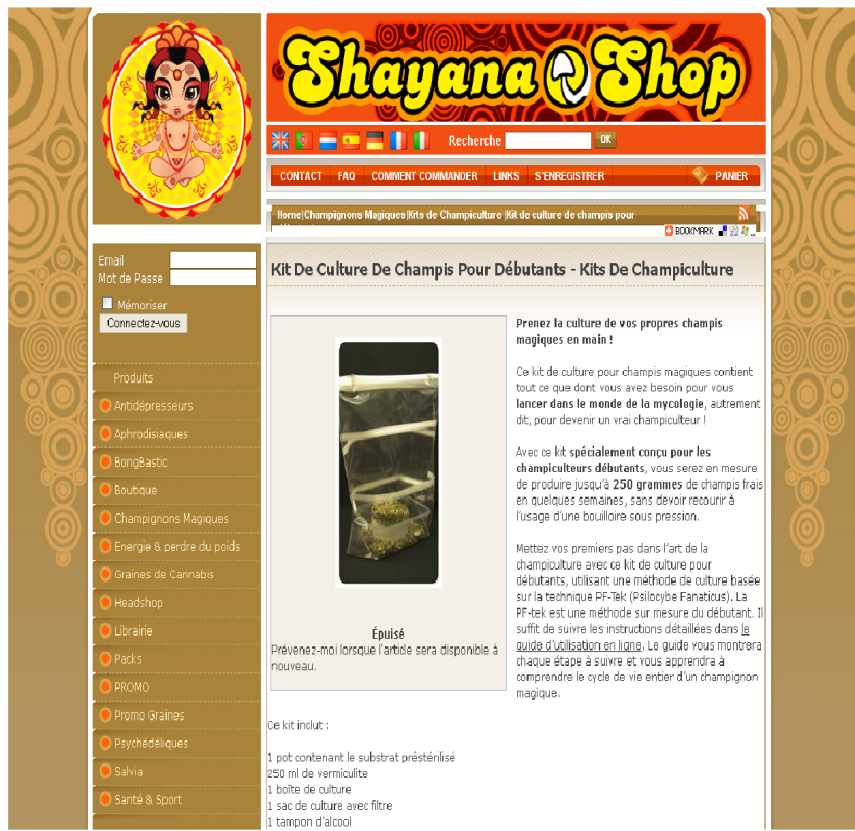 Shayana Shop
Recherche OK
CONTACT FAQ COMMENT COMMANDER LINKS S'ENREGISTRER PANIER
Home|Champignons Magiques|Kits de Champiculture |Kit de culture de champis pour
BOOKMARK
Email
Mot de Passe
Mémoriser
Connectez-vous
Produits
Antidépresseurs
Aphrodisiaques
BongBastic
Boutique
Champignons Magiques
Energie & perdre du poids
Graines de Cannabis
Headshop
Librairie
Packs
PROMO
Promo Graines
Psychédéliques
Salvia
Santé & Sport
Kit De Culture De Champis Pour Débutants - Kits De Champiculture
Épuisé
Prévenez-moi lorsque l'article sera disponible à
nouveau.
Prenez la culture de vos propres champis
magiques en main !
Ce kit de culture pour champis magiques contient
tout ce que dont vous avez besoin pour vous
lancer dans le monde de la mycologie, autrement
dit, pour devenir un vrai champiculteur !
Avec ce kit spécialement conçu pour les
champiculteurs débutants, vous serez en mesure
de produire jusqu'à 250 grammes de champis frais
en quelques semaines, sans devoir recourir à
l'usage d'une bouilloire sous pression.
Mettez vos premiers pas dans l'art de la
champiculture avec ce kit de culture pour
débutants, utilisant une méthode de culture basée
sur la technique PF-Tek (Psilocybe Fanaticus). La
PF-tek est une méthode sur mesure du débutant. Il
suffit de suivre les instructions détaillées dans le
guide d'utilisation en ligne. Le guide vous montrera
chaque étape à suivre et vous apprendra à
comprendre le cycle de vie entier d'un champignon
magique.
Ce kit inclut :
1 pot contenant le substrat préstérilisé
250 ml de vermiculite
1 boîte de culture
1 sac de culture avec filtre
1 tampon d'alcool